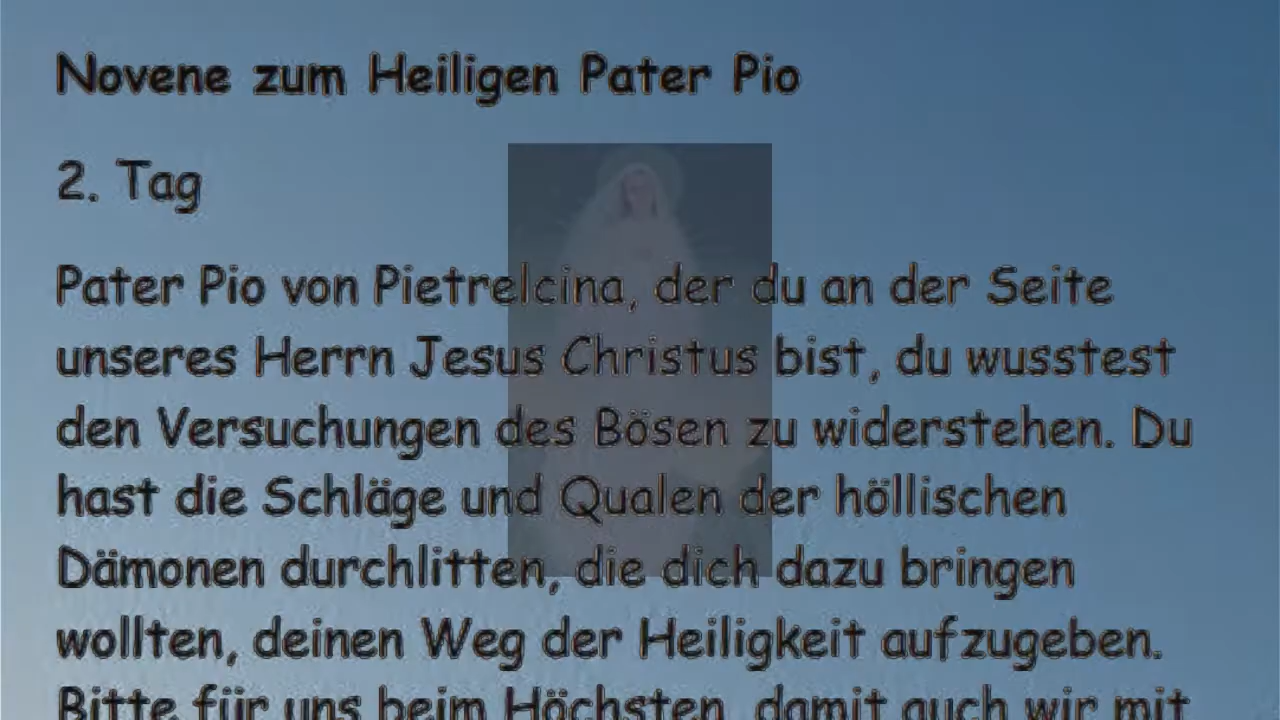 Novene zum Heiligen Pater Pio
2. Tag
Pater Pio von Pietrelcina, der du an der Seite
unseres Herrn Jesus Christus bist, du wusstest
den Versuchungen des Bösen zu widerstehen. Du
hast die Schläge und Qualen der höllischen
Dämonen durchlitten, die dich dazu bringen
wollten, deinen Weg der Heiligkeit aufzugeben.
Bitte für uns beim Höchsten, damit auch wir mit